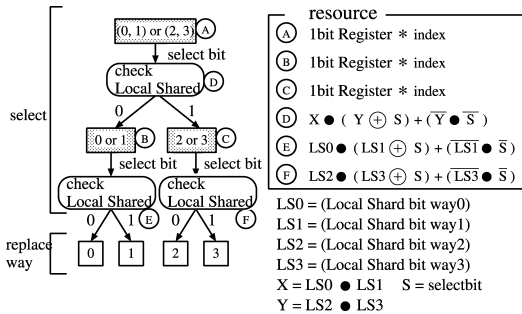 (0, 1) or (2, 3) A
select bit
check
Local Shared D
select
0 1
0 or 1 B 2 or 3 C
select bit select bit
check check
Local Shared Local Shared
0 1 E 0 1 F
replace
way
0 1 2 3
resource
A 1bit Register * index
B 1bit Register * index
C 1bit Register * index
D X ● ( Y ⊕ S ) + (Y̅ ● S̅ )
E LS0 ● (LS1 ⊕ S ) + (L̅S̅1̅ ● S̅ )
F LS2 ● (LS3 ⊕ S ) + (L̅S̅3̅ ● S̅ )
LS0 = (Local Shard bit way0)
LS1 = (Local Shard bit way1)
LS2 = (Local Shard bit way2)
LS3 = (Local Shard bit way3)
X = LS0 ● LS1 S = selectbit
Y = LS2 ● LS3